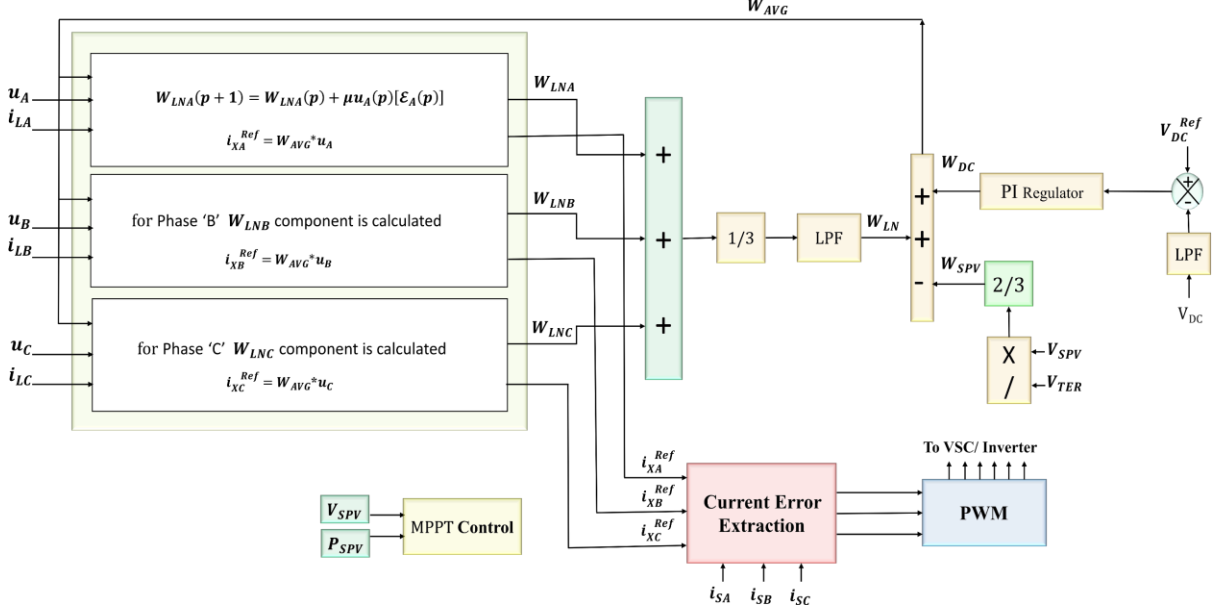 W_AVG
u_A
i_LA
W_LNA(p + 1) = W_LNA(p) + μu_A(p)[Ɛ_A(p)]
i_XA^Ref = W_AVG*u_A
W_LNA
u_B
i_LB
for Phase ‘B’ W_LNB component is calculated
i_XB^Ref = W_AVG*u_B
W_LNB
u_C
i_LC
for Phase ‘C’ W_LNC component is calculated
i_XC^Ref = W_AVG*u_C
W_LNC
+
+
+
1/3
LPF
W_LN
+
+
-
W_DC
PI Regulator
V_DC^Ref
+
-
LPF
V_DC
W_SPV
2/3
X
/
V_SPV
V_TER
V_SPV
P_SPV
MPPT Control
i_XA^Ref
i_XB^Ref
i_XC^Ref
Current Error
Extraction
i_SA
i_SB
i_SC
To VSC/ Inverter
PWM